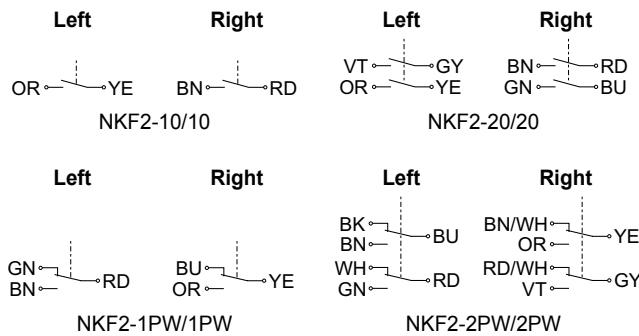 Left Right
OR YE BN RD
NKF2-10/10
Left Right
VT GY BN RD
OR YE GN BU
NKF2-20/20
Left Right
GN BU
RD YE
BN OR
NKF2-1PW/1PW
Left Right
BK BN/WH
BU YE
BN OR
WH RD/WH
RD GY
GN VT
NKF2-2PW/2PW